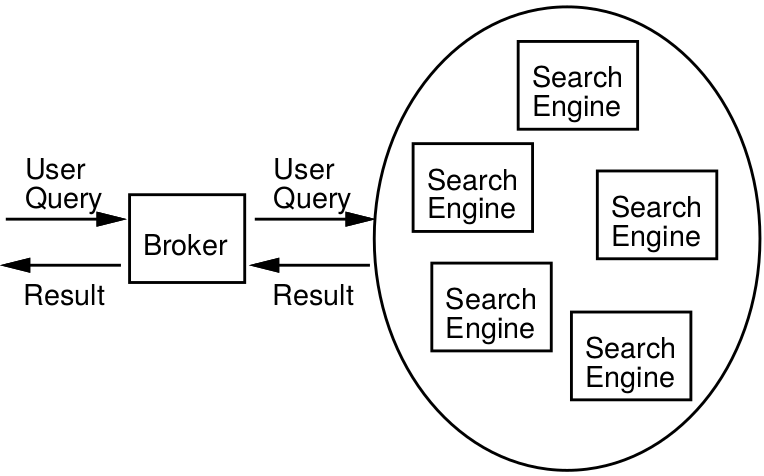 User
Query
Broker
Result
User
Query
Result
Search
Engine
Search
Engine
Search
Engine
Search
Engine
Search
Engine